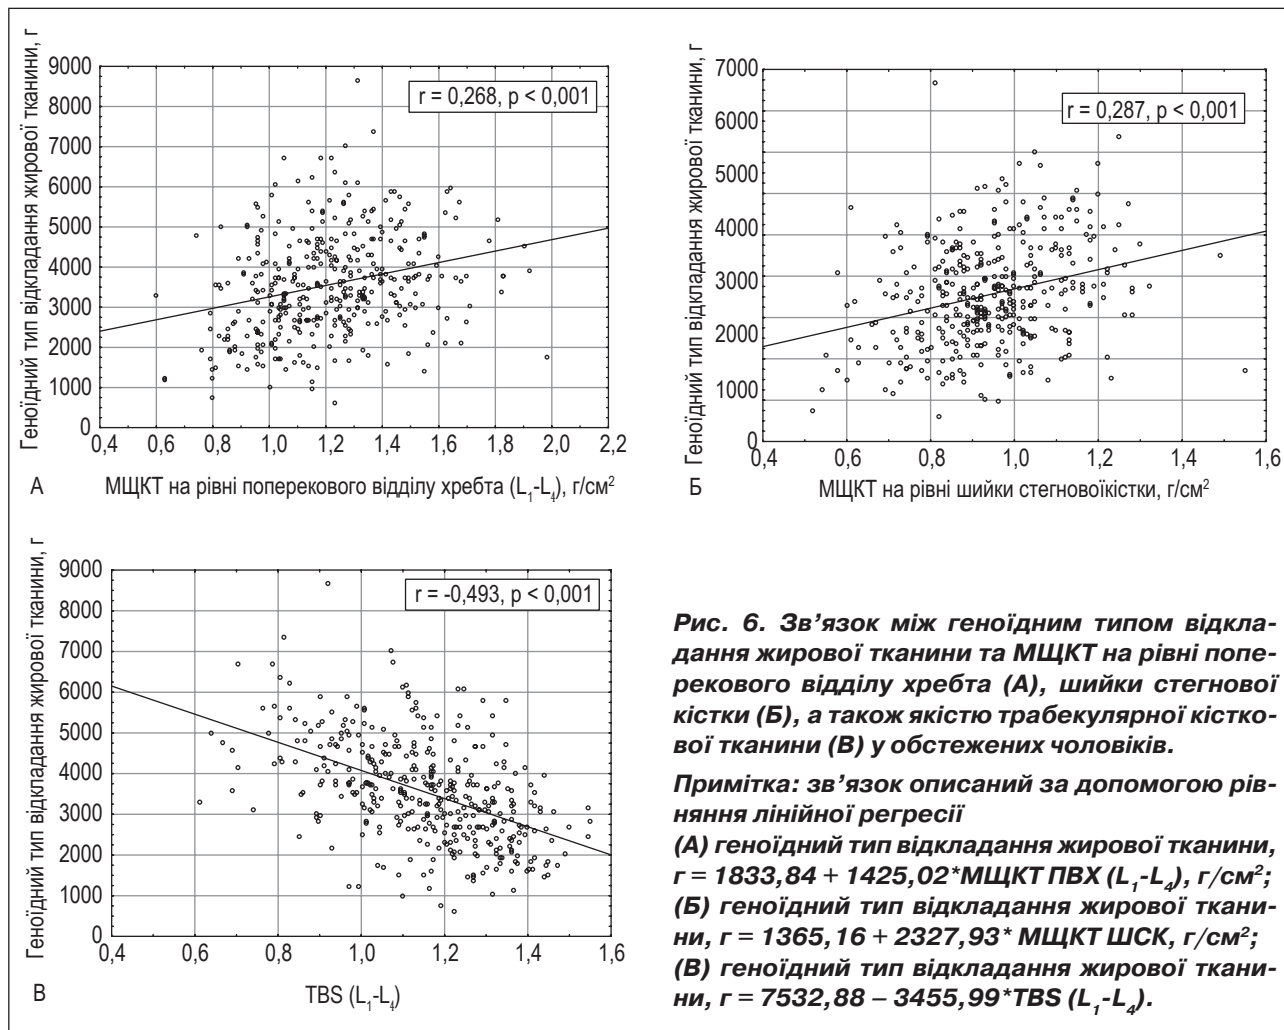 Геноїдний тип відкладання жирової тканини, г
9000
8000
7000
6000
5000
4000
3000
2000
1000
0
r = 0,268, p < 0,001
0,4 0,6 0,8 1,0 1,2 1,4 1,6 1,8 2,0 2,2
А МЩКТ на рівні поперекового відділу хребта (L₁-L₄), г/см²
Геноїдний тип відкладання жирової тканини, г
7000
6000
5000
4000
3000
2000
1000
0
r = 0,287, p < 0,001
0,4 0,6 0,8 1,0 1,2 1,4 1,6
Б МЩКТ на рівні шийки стегновоїкістки, г/см²
Геноїдний тип відкладання жирової тканини, г
9000
8000
7000
6000
5000
4000
3000
2000
1000
0
r = -0,493, p < 0,001
0,4 0,6 0,8 1,0 1,2 1,4 1,6
В TBS (L₁-L₄)
Рис. 6. Зв’язок між геноїдним типом відкла-
дання жирової тканини та МЩКТ на рівні попе-
рекового відділу хребта (А), шийки стегнової
кістки (Б), а також якістю трабекулярної кістко-
вої тканини (В) у обстежених чоловіків.
Примітка: зв’язок описаний за допомогою рів-
няння лінійної регресії
(А) геноїдний тип відкладання жирової тканини,
г = 1833,84 + 1425,02*МЩКТ ПВХ (L₁-L₄), г/см²;
(Б) геноїдний тип відкладання жирової ткани-
ни, г = 1365,16 + 2327,93* МЩКТ ШСК, г/см²;
(В) геноїдний тип відкладання жирової ткани-
ни, г = 7532,88 – 3455,99*TBS (L₁-L₄).